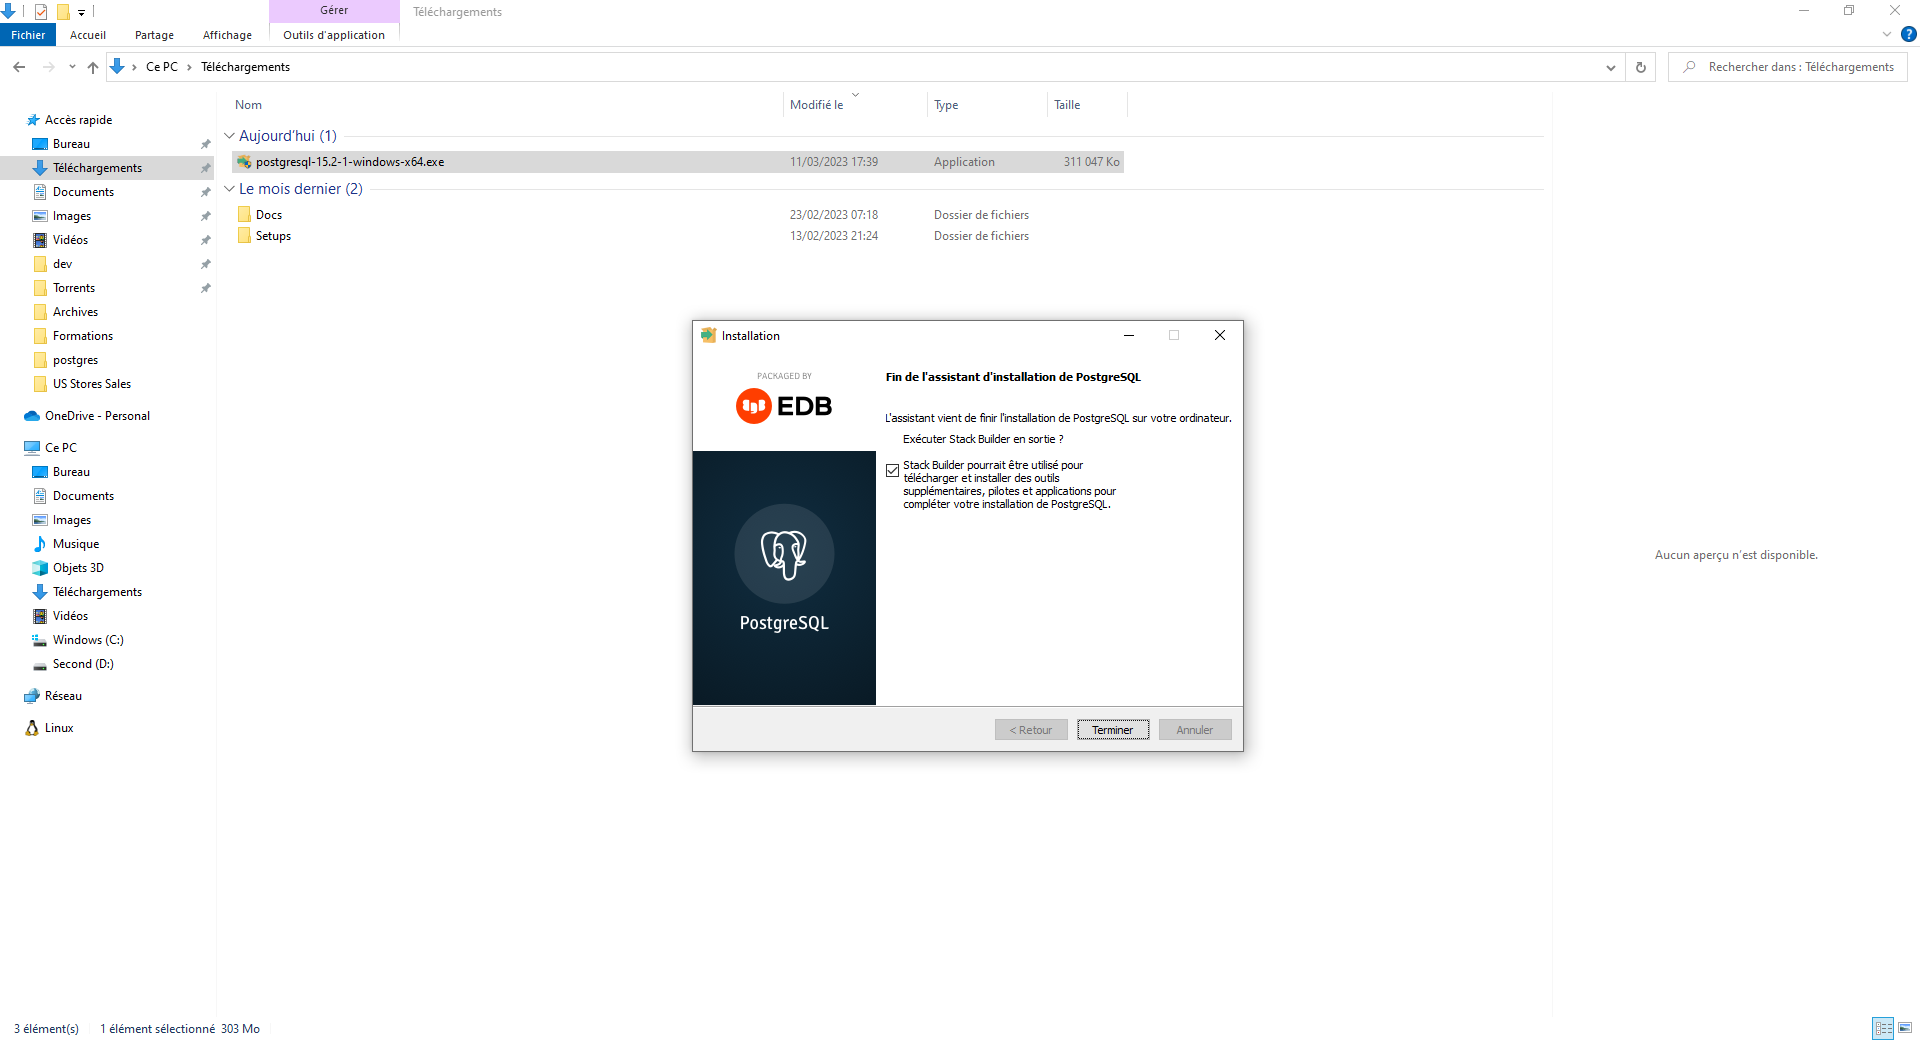 Gérer
Téléchargements
Fichier
Accueil
Partage
Affichage
Outils d'application
?
Ce PC
Téléchargements
Rechercher dans : Téléchargements
Nom
Modifié le
Type
Taille
Accès rapide
Bureau
Téléchargements
Documents
Images
Vidéos
dev
Torrents
Archives
Formations
postgres
US Stores Sales
OneDrive - Personal
Ce PC
Bureau
Documents
Images
Musique
Objets 3D
Téléchargements
Vidéos
Windows (C:)
Second (D:)
Réseau
Linux
Aujourd'hui (1)
postgresql-15.2-1-windows-x64.exe 11/03/2023 17:39 Application 311 047 Ko
Le mois dernier (2)
Docs 23/02/2023 07:18 Dossier de fichiers
Setups 13/02/2023 21:24 Dossier de fichiers
Installation
PACKAGED BY
EDB
PostgreSQL
Fin de l'assistant d'installation de PostgreSQL
L'assistant vient de finir l'installation de PostgreSQL sur votre ordinateur.
Exécuter Stack Builder en sortie ?
Stack Builder pourrait être utilisé pour
télécharger et installer des outils
supplémentaires, pilotes et applications pour
compléter votre installation de PostgreSQL.
< Retour
Terminer
Annuler
Aucun aperçu n'est disponible.
3 élément(s)
1 élément sélectionné 303 Mo